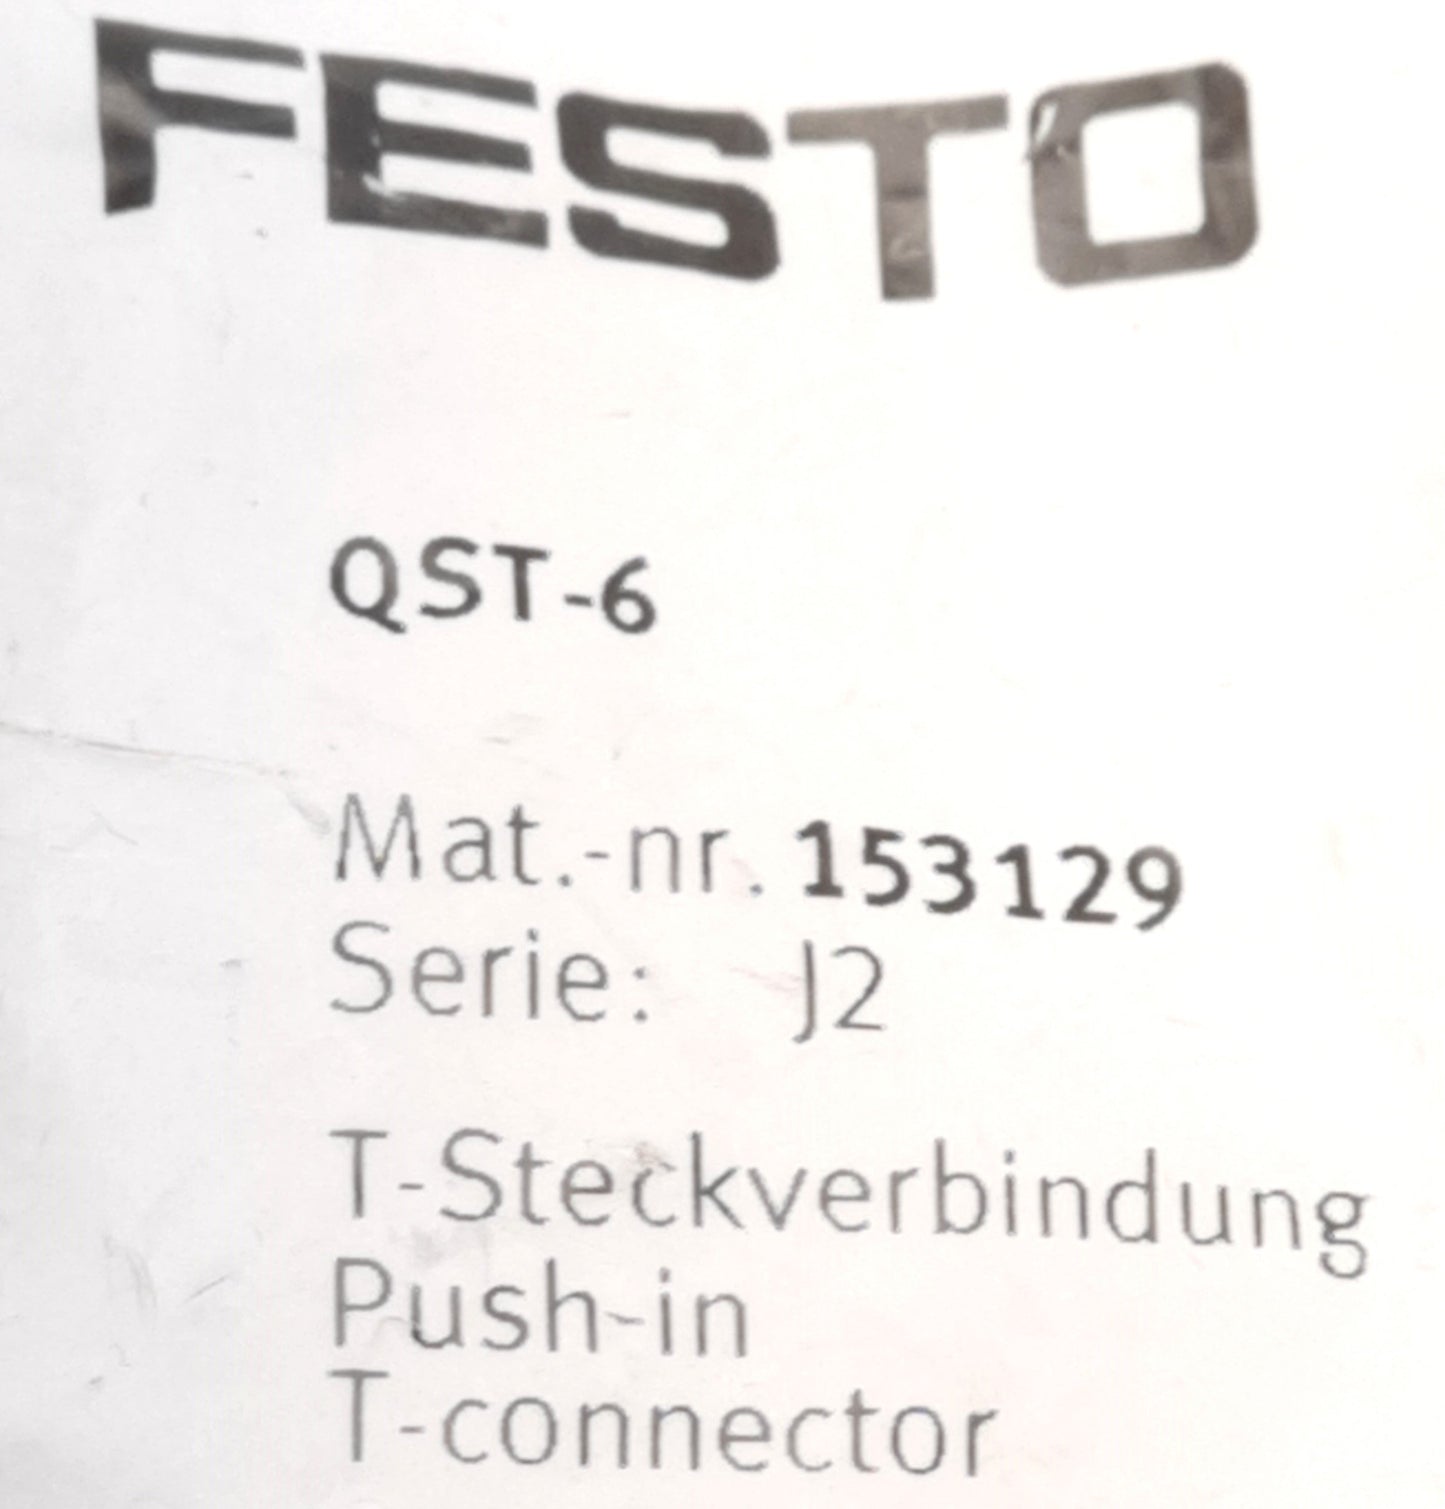 FESTO
QST-6
Mat.-nr. 153129
Serie: J2
T-Steckverbindung
Push-in
T-connector